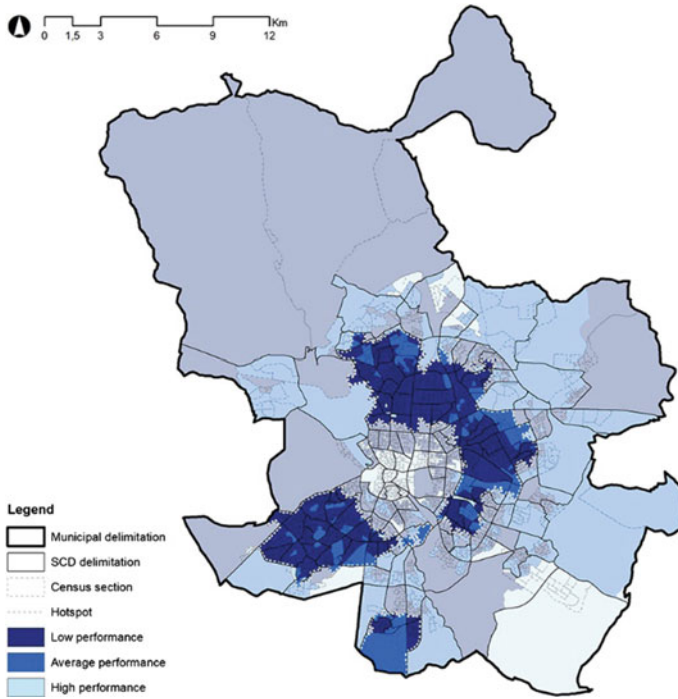 Km
0 1,5 3 6 9 12
Legend
Municipal delimitation
SCD delimitation
Census section
Hotspot
Low performance
Average performance
High performance